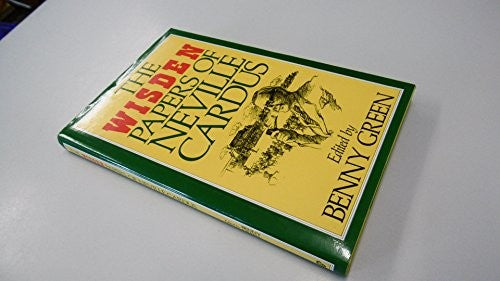 THE
WISDEN
PAPERS OF
NEVILLE
CARDUS
Edited by
BENNY GREEN